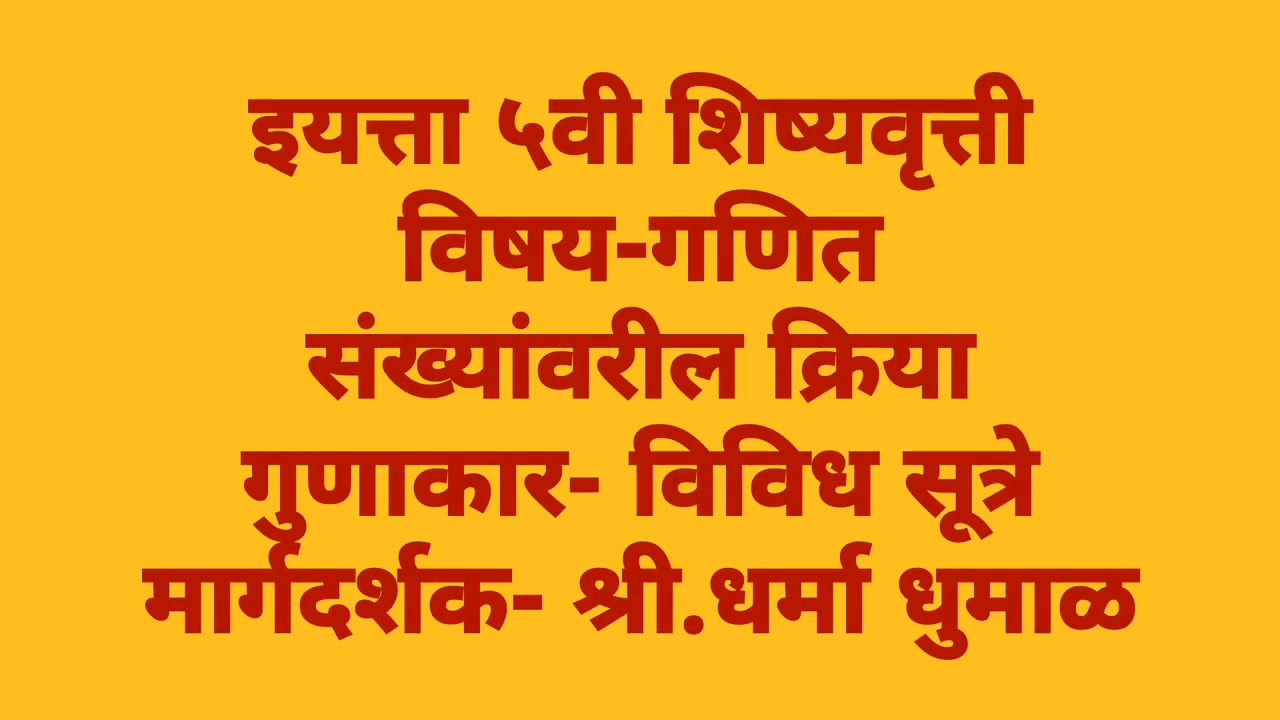 इयत्ता ५वी शिष्यवृत्ती
विषय-गणित
संख्यांवरील क्रिया
गुणाकार- विविध सूत्रे
मार्गदर्शक- श्री.धर्मा धुमाळ